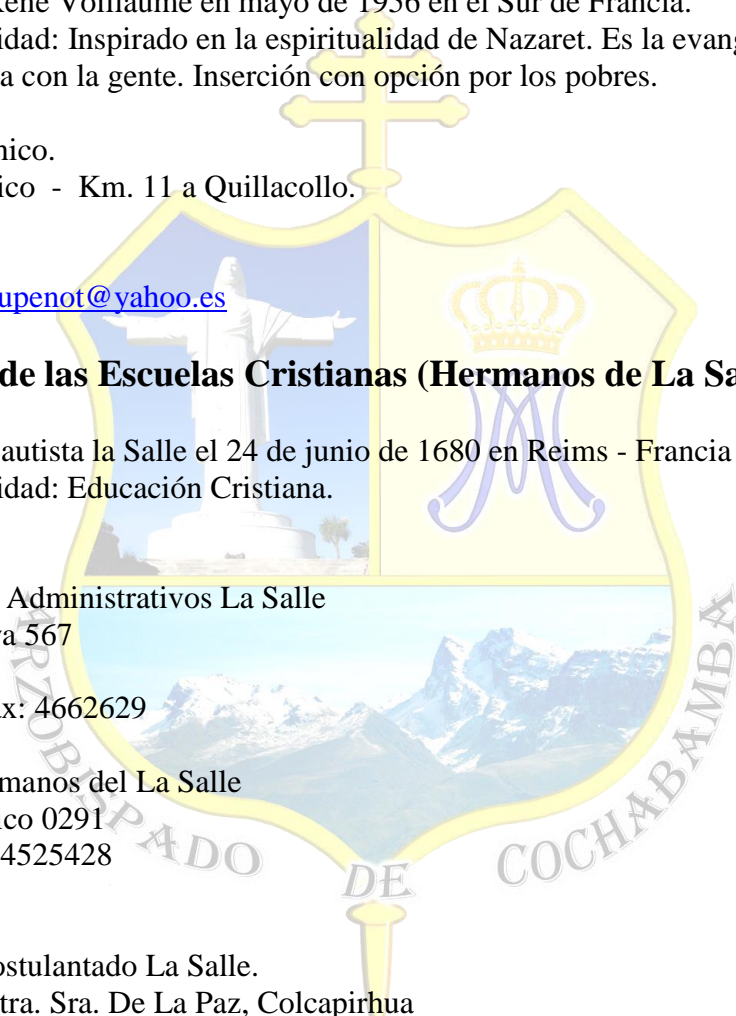 René Voillaume en mayo de 1956 en el Sur de Francia.
idad: Inspirado en la espiritualidad de Nazaret. Es la evang
a con la gente. Inserción con opción por los pobres.
nico.
ico - Km. 11 a Quillacollo.
upenot@yahoo.es
de las Escuelas Cristianas (Hermanos de La Sa
autista la Salle el 24 de junio de 1680 en Reims - Francia
idad: Educación Cristiana.
Administrativos La Salle
a 567
ax: 4662629
manos del La Salle
ico 0291
4525428
ostulantado La Salle.
tra. Sra. De La Paz, Colcapirhua
ARZOBISPADO DE COCHABAMBA